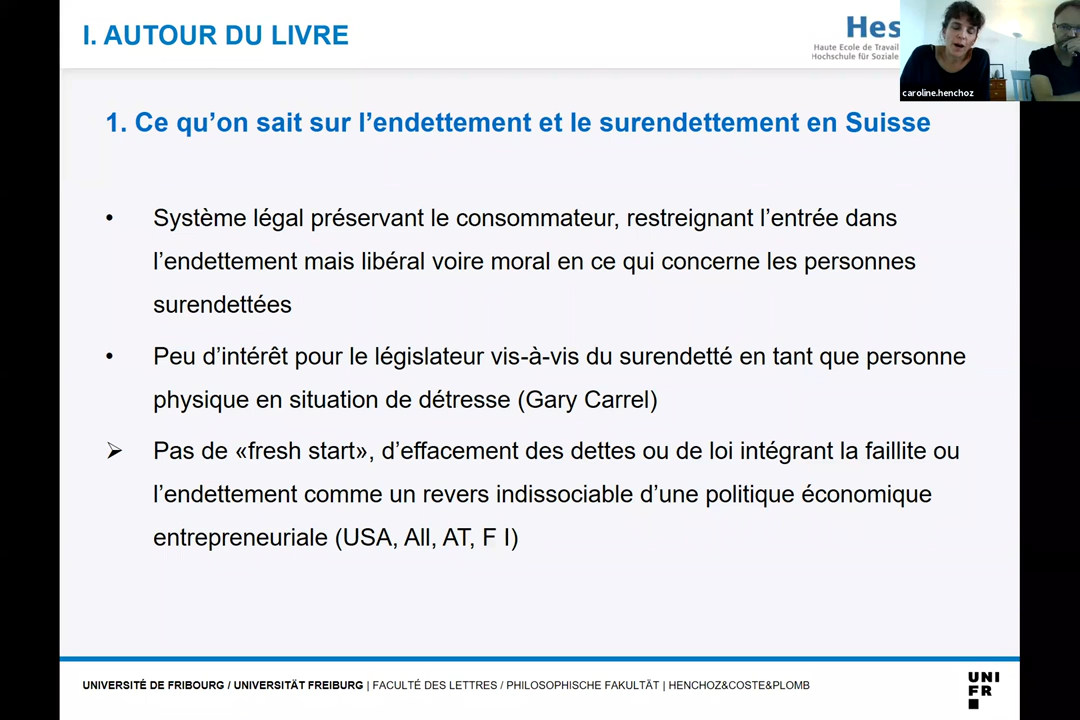 I. AUTOUR DU LIVRE
Hes
Haute Ecole de Travail
Hochschule für Soziale
caroline.henchoz
1. Ce qu’on sait sur l’endettement et le surendettement en Suisse
• Système légal préservant le consommateur, restreignant l’entrée dans
l’endettement mais libéral voire moral en ce qui concerne les personnes
surendettées
• Peu d’intérêt pour le législateur vis-à-vis du surendetté en tant que personne
physique en situation de détresse (Gary Carrel)
➢ Pas de «fresh start», d’effacement des dettes ou de loi intégrant la faillite ou
l’endettement comme un revers indissociable d’une politique économique
entrepreneuriale (USA, All, AT, F I)
UNIVERSITÉ DE FRIBOURG / UNIVERSITÄT FREIBURG | FACULTÉ DES LETTRES / PHILOSOPHISCHE FAKULTÄT | HENCHOZ&COSTE&PLOMB
UNI
FR